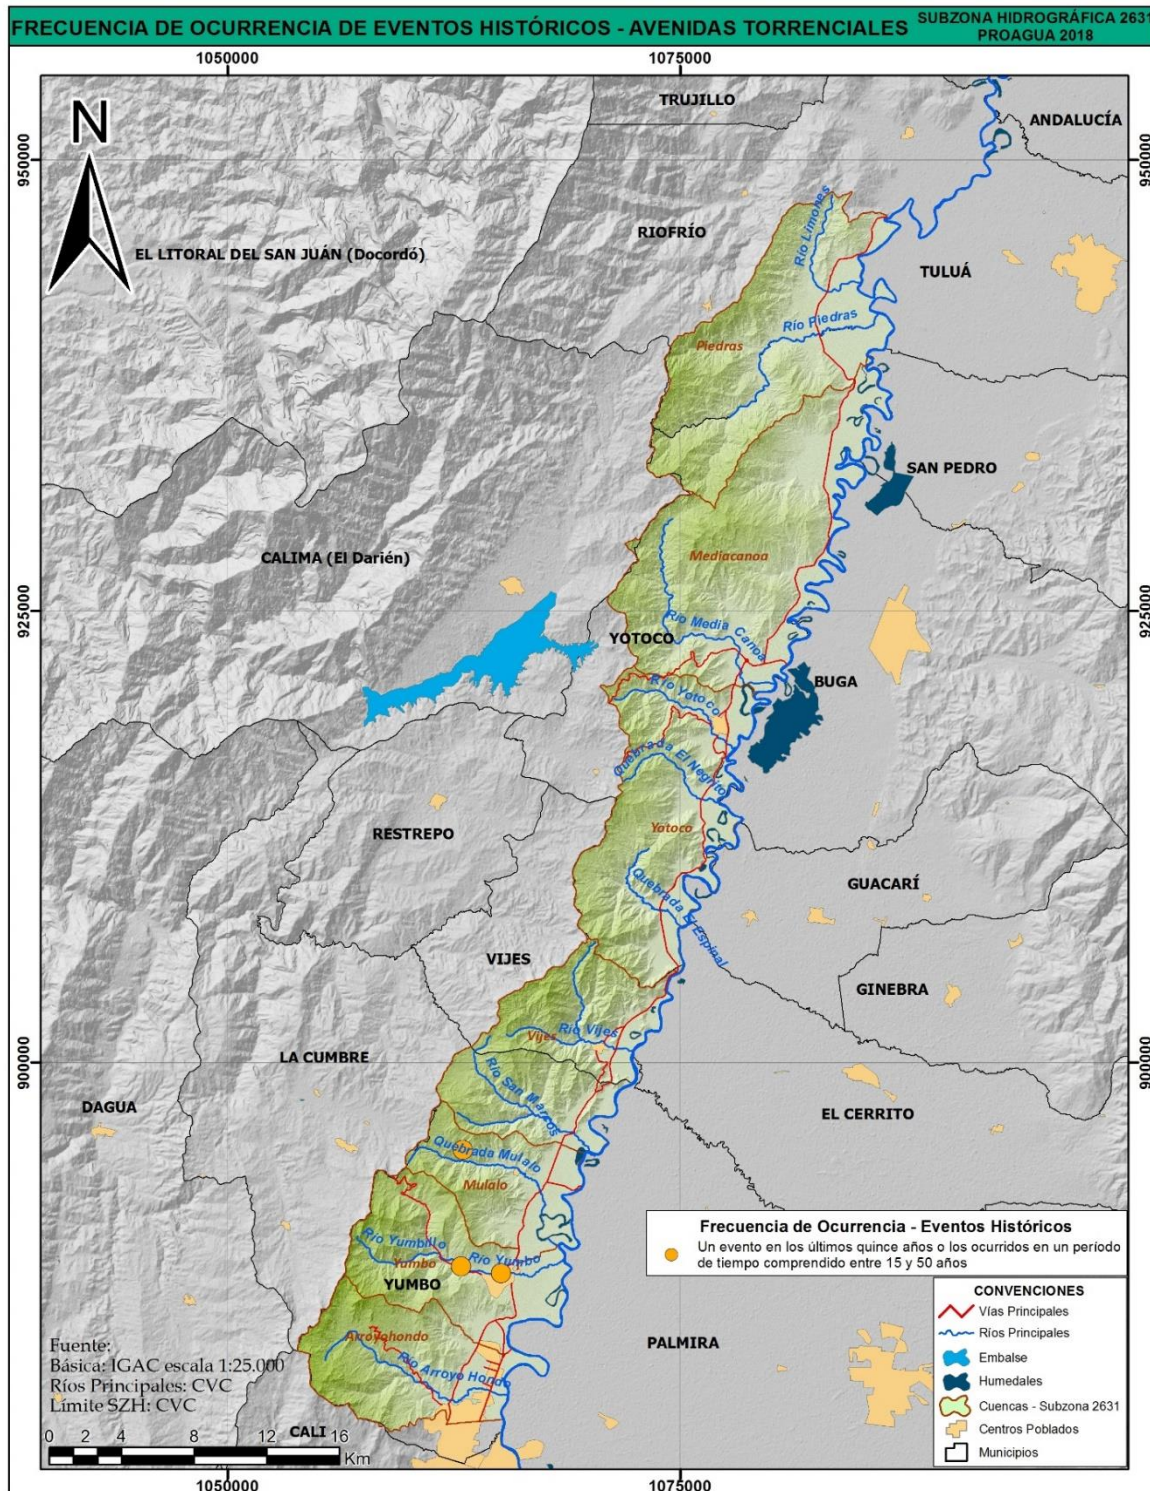 FRECUENCIA DE OCURRENCIA DE EVENTOS HISTÓRICOS - AVENIDAS TORRENCIALES
SUBZONA HIDROGRÁFICA 2631
PROAGUA 2018
1050000
1075000
N
TRUJILLO
ANDALUCÍA
950000
950000
Río Limones
RIOFRÍO
EL LITORAL DEL SAN JUÁN (Docordó)
TULUÁ
Río Piedras
Piedras
SAN PEDRO
Mediacanoa
CALIMA (El Darién)
925000
925000
Río Media Canoa
YOTOCO
BUGA
Río Yotoco
Quebrada El Negrito
RESTREPO
Yotoco
GUACARÍ
Quebrada El Espinal
VIJES
GINEBRA
Río Vijes
Vijes
LA CUMBRE
900000
900000
Río San Marcos
DAGUA
EL CERRITO
Quebrada Mulalo
Mulalo
Río Yumbillo
Río Yumbo
Yumbo
YUMBO
Frecuencia de Ocurrencia - Eventos Históricos
Un evento en los últimos quince años o los ocurridos en un período
de tiempo comprendido entre 15 y 50 años
CONVENCIONES
Vías Principales
Ríos Principales
Embalse
Humedales
Cuencas - Subzona 2631
Centros Poblados
Municipios
Arroyohondo
Río Arroyo Hondo
PALMIRA
Fuente:
Básica: IGAC escala 1:25.000
Ríos Principales: CVC
Límite SZH: CVC
CALI
0 2 4 8 12 16
Km
1050000
1075000